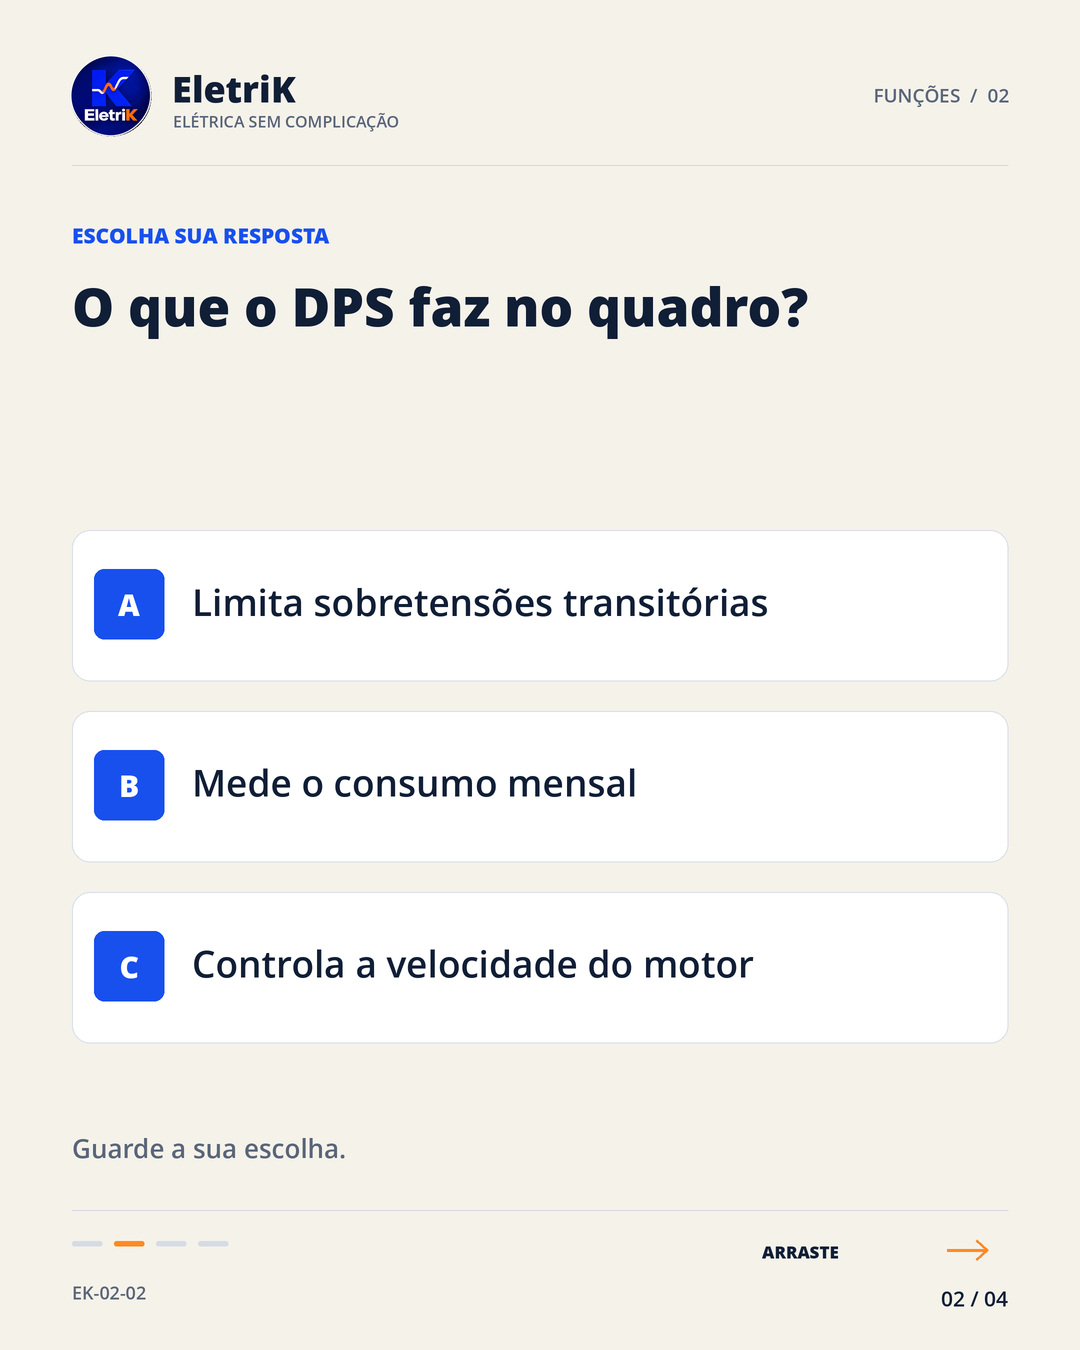 EletriK
EletriK
ELÉTRICA SEM COMPLICAÇÃO
FUNÇÕES / 02
ESCOLHA SUA RESPOSTA
O que o DPS faz no quadro?
A
Limita sobretensões transitórias
B
Mede o consumo mensal
C
Controla a velocidade do motor
Guarde a sua escolha.
ARRASTE
EK-02-02
02 / 04